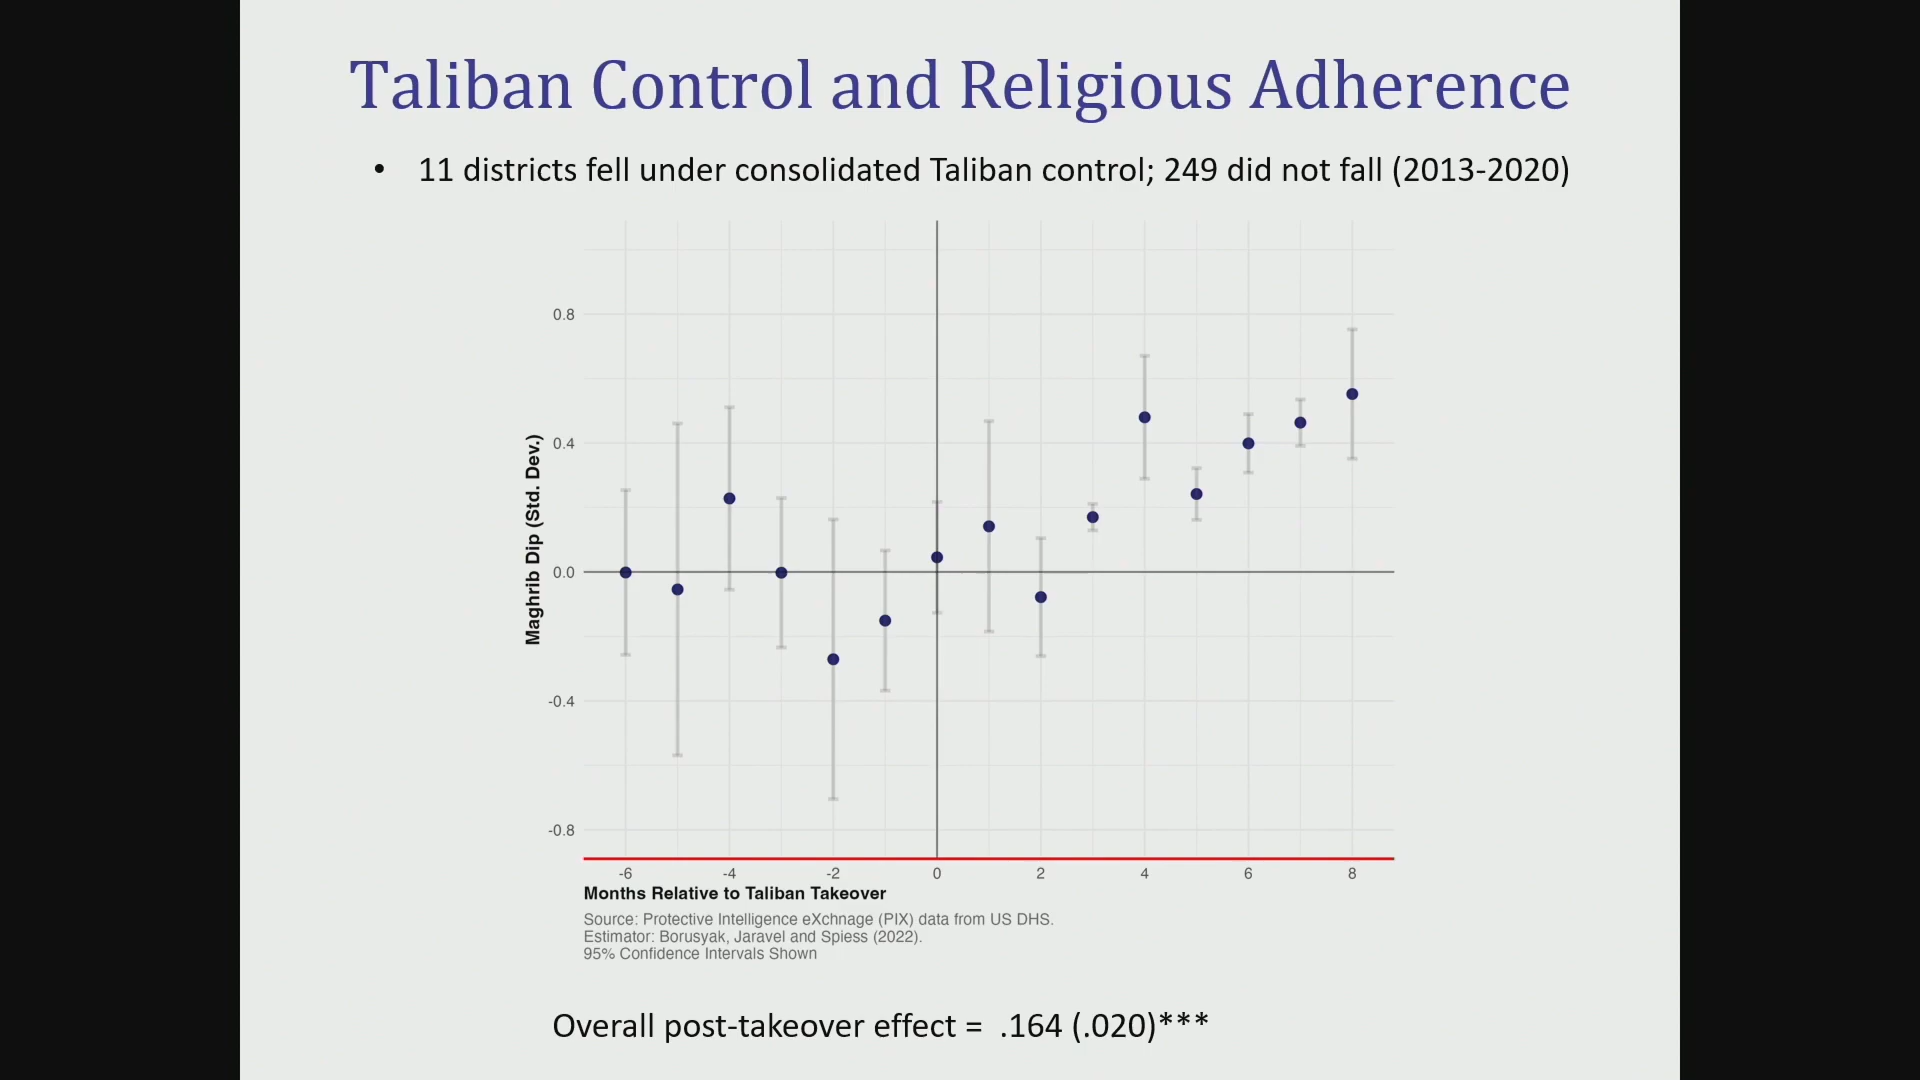 Taliban Control and Religious Adherence
• 11 districts fell under consolidated Taliban control; 249 did not fall (2013-2020)
Maghrib Dip (Std. Dev.)
0.8
0.4
0.0
-0.4
-0.8
-6 -4 -2 0 2 4 6 8
Months Relative to Taliban Takeover
Source: Protective Intelligence eXchnage (PIX) data from US DHS.
Estimator: Borusyak, Jaravel and Spiess (2022).
95% Confidence Intervals Shown
Overall post-takeover effect = .164 (.020)***